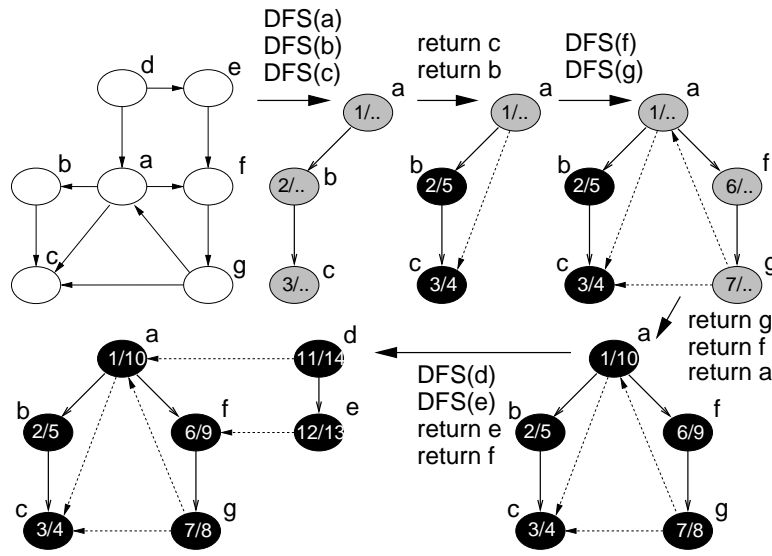 DFS(a)
DFS(b)
DFS(c)
return c
return b
DFS(f)
DFS(g)
d
e
b
a
f
c
g
a
1/..
2/..
b
3/..
c
a
1/..
b
2/5
c
3/4
a
1/..
b
2/5
f
6/..
c
3/4
g
7/..
return g
return f
return a
a
1/10
d
11/14
b
2/5
f
6/9
e
12/13
c
3/4
g
7/8
DFS(d)
DFS(e)
return e
return f
a
1/10
b
2/5
f
6/9
c
3/4
g
7/8